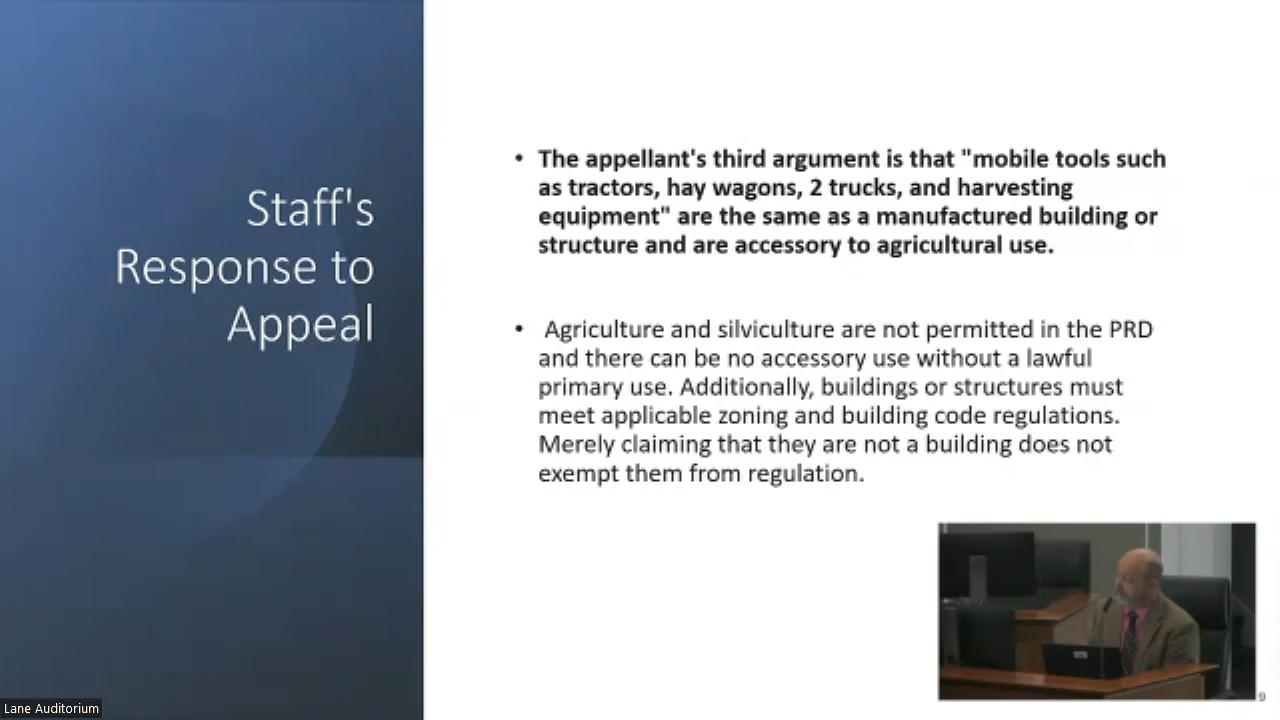 Staff's
Response to
Appeal
• The appellant's third argument is that "mobile tools such
as tractors, hay wagons, 2 trucks, and harvesting
equipment" are the same as a manufactured building or
structure and are accessory to agricultural use.
• Agriculture and silviculture are not permitted in the PRD
and there can be no accessory use without a lawful
primary use. Additionally, buildings or structures must
meet applicable zoning and building code regulations.
Merely claiming that they are not a building does not
exempt them from regulation.
9
Lane Auditorium